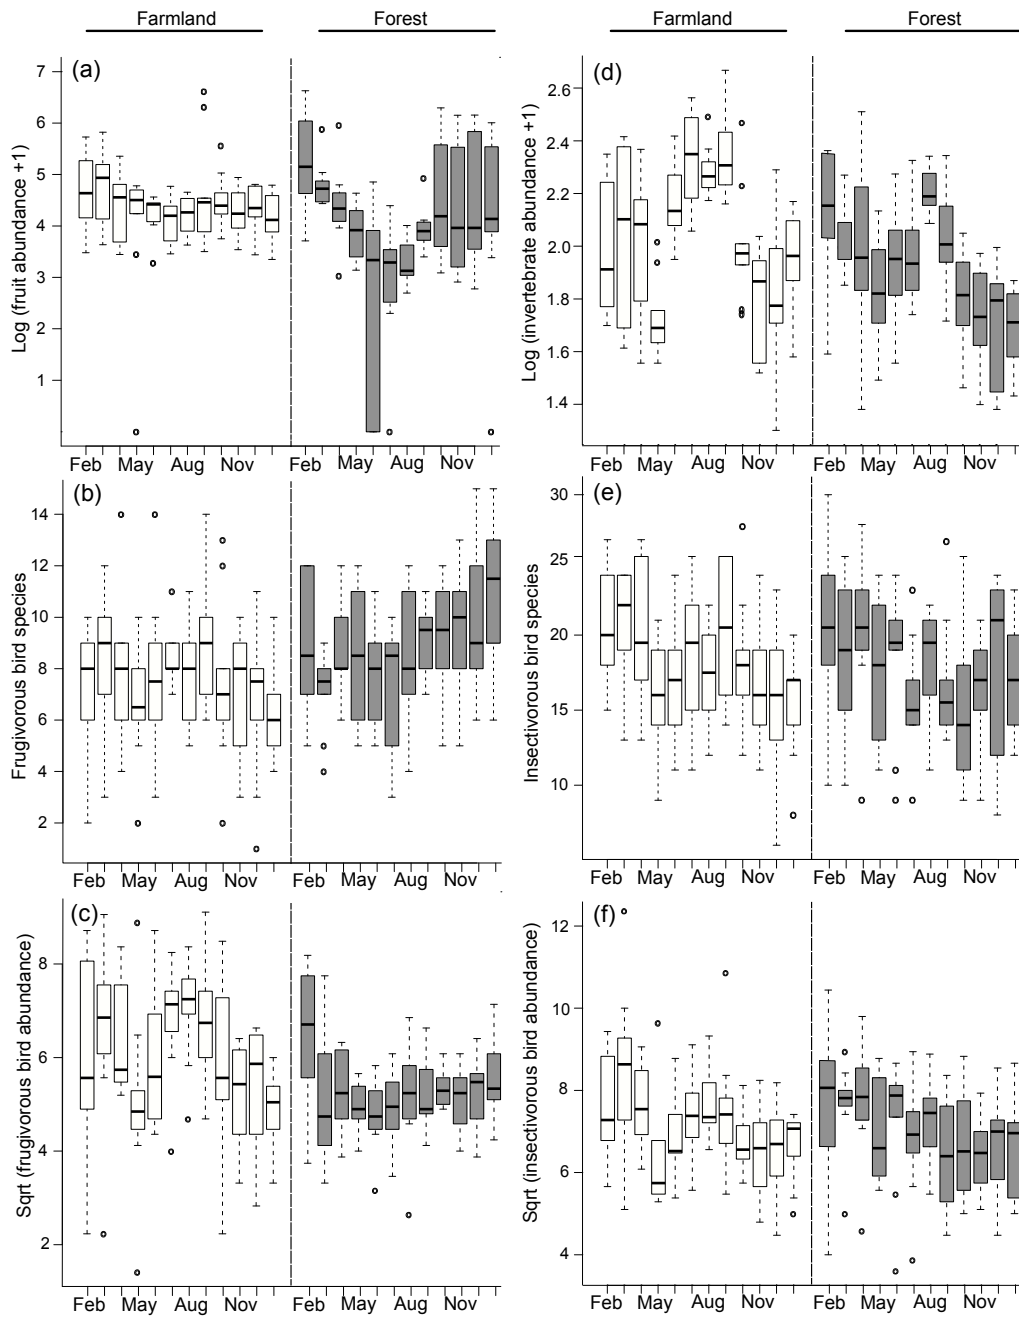 Farmland Forest Farmland Forest
(a)
Log (fruit abundance +1)
7
6
5
4
3
2
1
Feb May Aug Nov Feb May Aug Nov
(d)
Log (invertebrate abundance +1)
2.6
2.4
2.2
2.0
1.8
1.6
1.4
Feb May Aug Nov Feb May Aug Nov
(b)
Frugivorous bird species
14
12
10
8
6
4
2
Feb May Aug Nov Feb May Aug Nov
(e)
Insectivorous bird species
30
25
20
15
10
Feb May Aug Nov Feb May Aug Nov
(c)
Sqrt (frugivorous bird abundance)
8
6
4
2
Feb May Aug Nov Feb May Aug Nov
(f)
Sqrt (insectivorous bird abundance)
12
10
8
6
4
Feb May Aug Nov Feb May Aug Nov